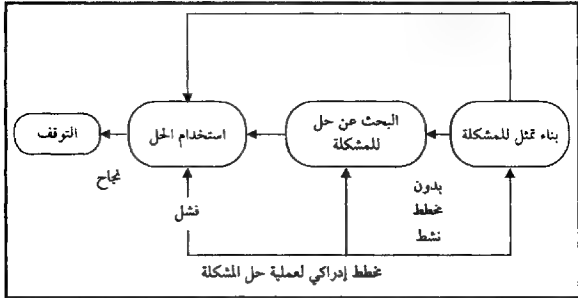 بناء تمثل للمشكلة
البحث عن حل
للمشكلة
استخدام الحل
التوقف
بدون
مخطط
نشط
فشل
نجاح
مخطط إدراكي لعملية حل المشكلة